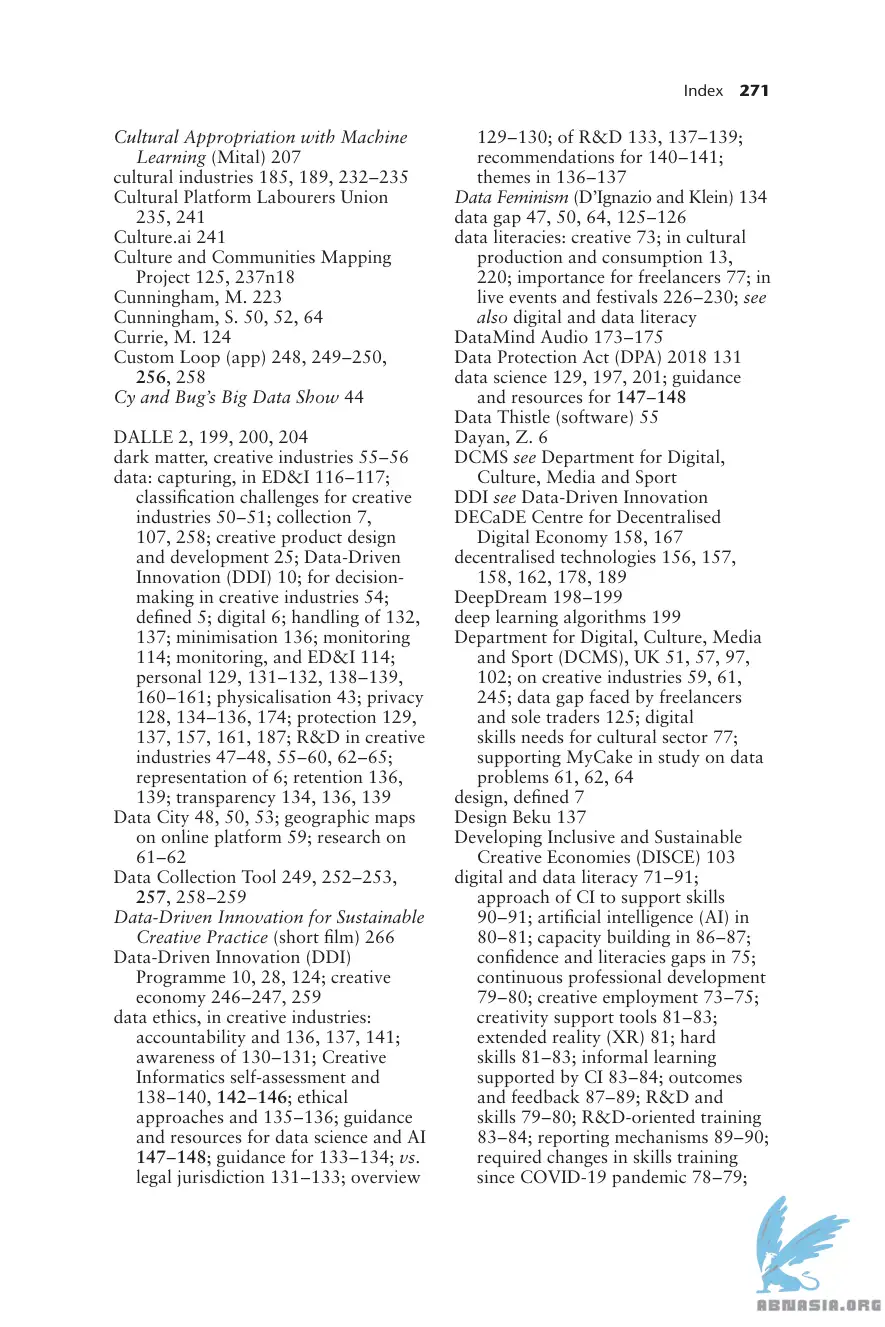 Index 271
Cultural Appropriation with Machine
Learning (Mital) 207
cultural industries 185, 189, 232–235
Cultural Platform Labourers Union
235, 241
Culture.ai 241
Culture and Communities Mapping
Project 125, 237n18
Cunningham, M. 223
Cunningham, S. 50, 52, 64
Currie, M. 124
Custom Loop (app) 248, 249–250,
256, 258
Cy and Bug’s Big Data Show 44
DALLE 2, 199, 200, 204
dark matter, creative industries 55–56
data: capturing, in ED&I 116–117;
classification challenges for creative
industries 50–51; collection 7,
107, 258; creative product design
and development 25; Data-Driven
Innovation (DDI) 10; for decision-
making in creative industries 54;
defined 5; digital 6; handling of 132,
137; minimisation 136; monitoring
114; monitoring, and ED&I 114;
personal 129, 131–132, 138–139,
160–161; physicalisation 43; privacy
128, 134–136, 174; protection 129,
137, 157, 161, 187; R&D in creative
industries 47–48, 55–60, 62–65;
representation of 6; retention 136,
139; transparency 134, 136, 139
Data City 48, 50, 53; geographic maps
on online platform 59; research on
61–62
Data Collection Tool 249, 252–253,
257, 258–259
Data-Driven Innovation for Sustainable
Creative Practice (short film) 266
Data-Driven Innovation (DDI)
Programme 10, 28, 124; creative
economy 246–247, 259
data ethics, in creative industries:
accountability and 136, 137, 141;
awareness of 130–131; Creative
Informatics self-assessment and
138–140, 142–146; ethical
approaches and 135–136; guidance
and resources for data science and AI
147–148; guidance for 133–134; vs.
legal jurisdiction 131–133; overview
129–130; of R&D 133, 137–139;
recommendations for 140–141;
themes in 136–137
Data Feminism (D’Ignazio and Klein) 134
data gap 47, 50, 64, 125–126
data literacies: creative 73; in cultural
production and consumption 13,
220; importance for freelancers 77; in
live events and festivals 226–230; see
also digital and data literacy
DataMind Audio 173–175
Data Protection Act (DPA) 2018 131
data science 129, 197, 201; guidance
and resources for 147–148
Data Thistle (software) 55
Dayan, Z. 6
DCMS see Department for Digital,
Culture, Media and Sport
DDI see Data-Driven Innovation
DECaDE Centre for Decentralised
Digital Economy 158, 167
decentralised technologies 156, 157,
158, 162, 178, 189
DeepDream 198–199
deep learning algorithms 199
Department for Digital, Culture, Media
and Sport (DCMS), UK 51, 57, 97,
102; on creative industries 59, 61,
245; data gap faced by freelancers
and sole traders 125; digital
skills needs for cultural sector 77;
supporting MyCake in study on data
problems 61, 62, 64
design, defined 7
Design Beku 137
Developing Inclusive and Sustainable
Creative Economies (DISCE) 103
digital and data literacy 71–91;
approach of CI to support skills
90–91; artificial intelligence (AI) in
80–81; capacity building in 86–87;
confidence and literacies gaps in 75;
continuous professional development
79–80; creative employment 73–75;
creativity support tools 81–83;
extended reality (XR) 81; hard
skills 81–83; informal learning
supported by CI 83–84; outcomes
and feedback 87–89; R&D and
skills 79–80; R&D-oriented training
83–84; reporting mechanisms 89–90;
required changes in skills training
since COVID-19 pandemic 78–79;
ABNASIA.ORG